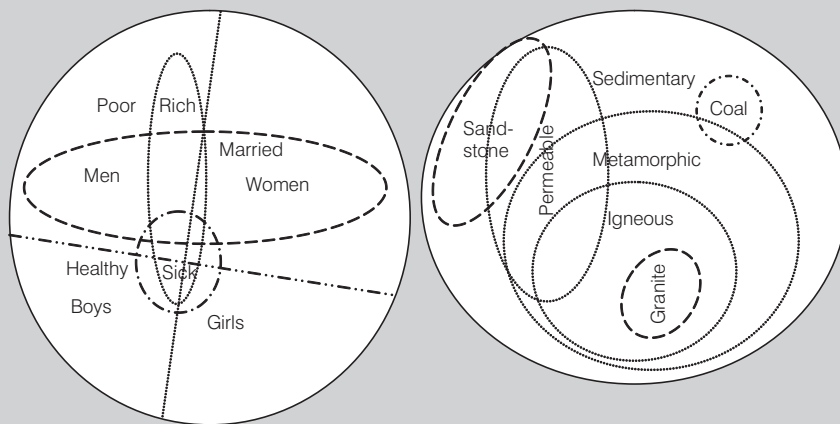 Poor Rich
Married
Men
Women
Healthy Sick
Boys
Girls
Sedimentary
Coal
Sand-
stone
Permeable
Metamorphic
Igneous
Granite